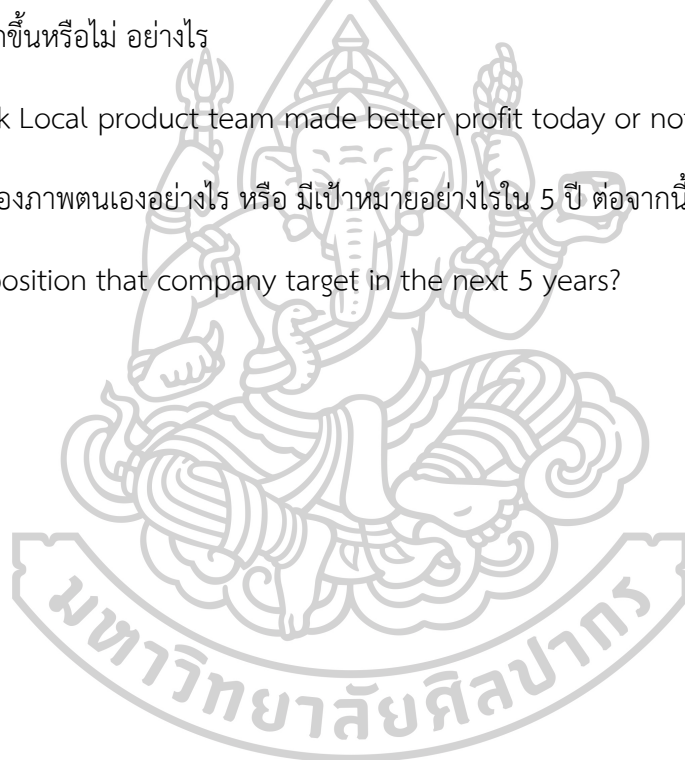 ขึ้นหรือไม่ อย่างไร
k Local product team made better profit today or not
องภาพตนเองอย่างไร หรือ มีเป้าหมายอย่างไรใน 5 ปี ต่อจากนี้
position that company target in the next 5 years?
มหาวิทยาลัยศิลปากร